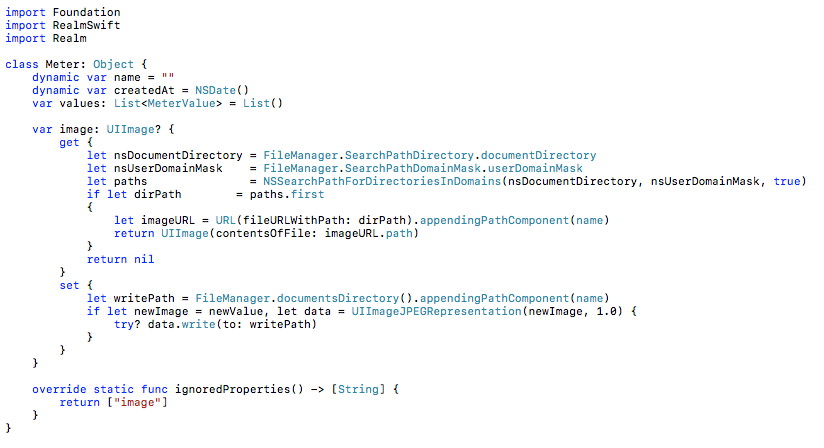 import Foundation
import RealmSwift
import Realm

class Meter: Object {
    dynamic var name = ""
    dynamic var createdAt = NSDate()
    var values: List<MeterValue> = List()

    var image: UIImage? {
        get {
            let nsDocumentDirectory = FileManager.SearchPathDirectory.documentDirectory
            let nsUserDomainMask    = FileManager.SearchPathDomainMask.userDomainMask
            let paths               = NSSearchPathForDirectoriesInDomains(nsDocumentDirectory, nsUserDomainMask, true)
            if let dirPath        = paths.first
            {
                let imageURL = URL(fileURLWithPath: dirPath).appendingPathComponent(name)
                return UIImage(contentsOfFile: imageURL.path)
            }
            return nil
        }
        set {
            let writePath = FileManager.documentsDirectory().appendingPathComponent(name)
            if let newImage = newValue, let data = UIImageJPEGRepresentation(newImage, 1.0) {
                try? data.write(to: writePath)
            }
        }
    }

    override static func ignoredProperties() -> [String] {
        return ["image"]
    }
}